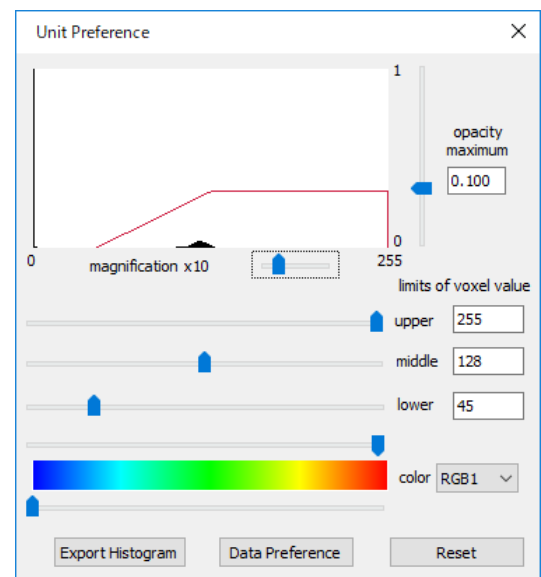 Unit Preference
1
opacity
maximum
0.100
0
0
magnification x10
255
limits of voxel value
upper 255
middle 128
lower 45
color RGB1
Export Histogram Data Preference Reset